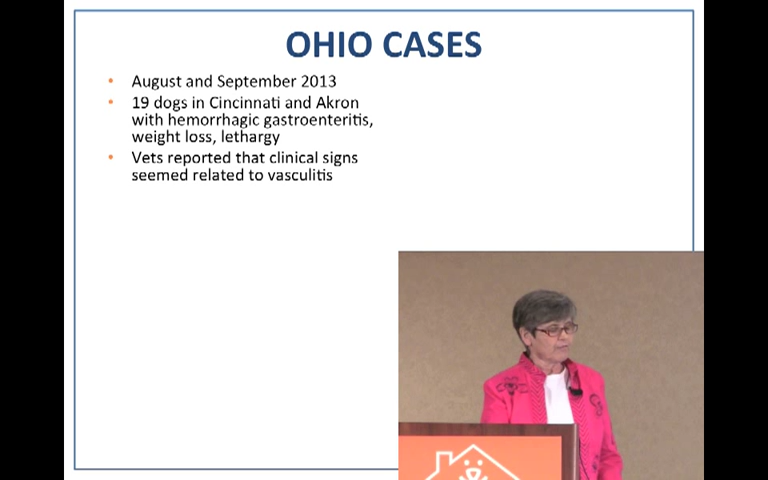 OHIO CASES
• August and September 2013
• 19 dogs in Cincinnati and Akron
with hemorrhagic gastroenteritis,
weight loss, lethargy
• Vets reported that clinical signs
seemed related to vasculitis